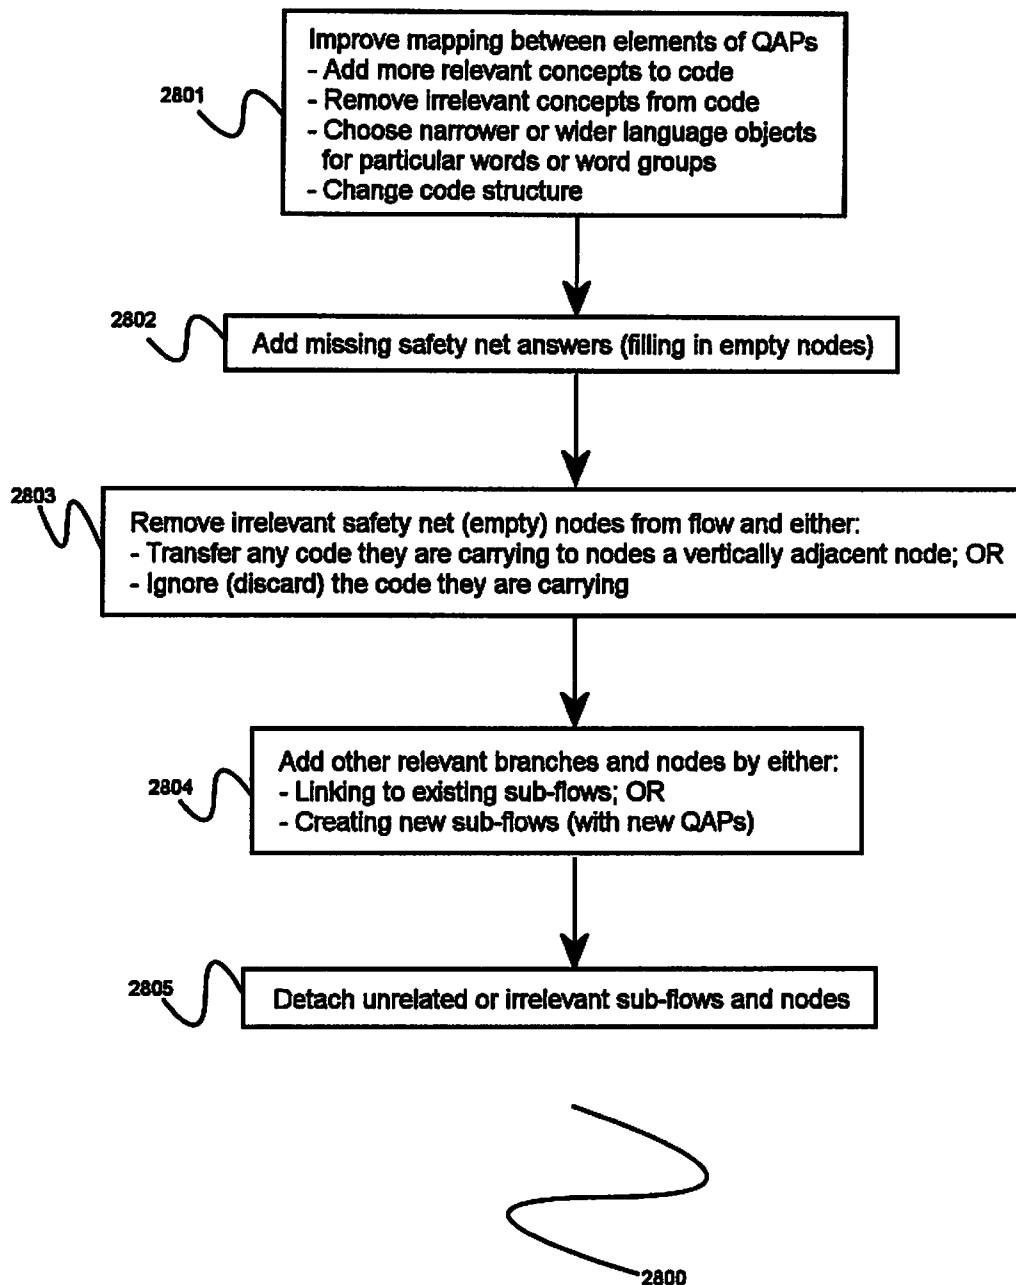 Improve mapping between elements of QAPs
- Add more relevant concepts to code
2801
- Remove irrelevant concepts from code
- Choose narrower or wider language objects
for particular words or word groups
- Change code structure
2802
Add missing safety net answers (filling in empty nodes)
2803
Remove irrelevant safety net (empty) nodes from flow and either:
- Transfer any code they are carrying to nodes a vertically adjacent node; OR
- Ignore (discard) the code they are carrying
Add other relevant branches and nodes by either:
2804
- Linking to existing sub-flows; OR
- Creating new sub-flows (with new QAPs)
2805
Detach unrelated or irrelevant sub-flows and nodes
2800